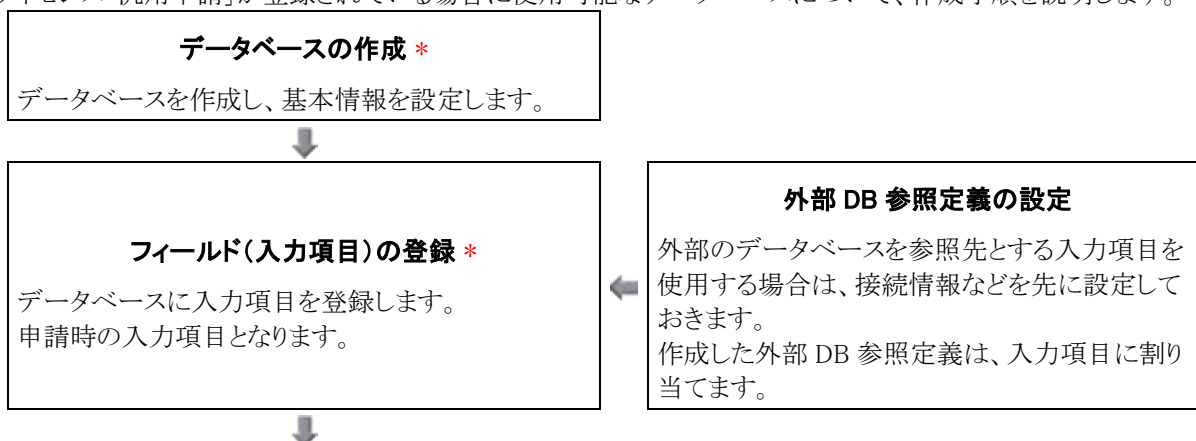 データベースの作成 *
データベースを作成し、基本情報を設定します。
フィールド(入力項目)の登録 *
データベースに入力項目を登録します。
申請時の入力項目となります。
外部 DB 参照定義の設定
外部のデータベースを参照先とする入力項目を
使用する場合は、接続情報などを先に設定して
おきます。
作成した外部 DB 参照定義は、入力項目に割り
当てます。